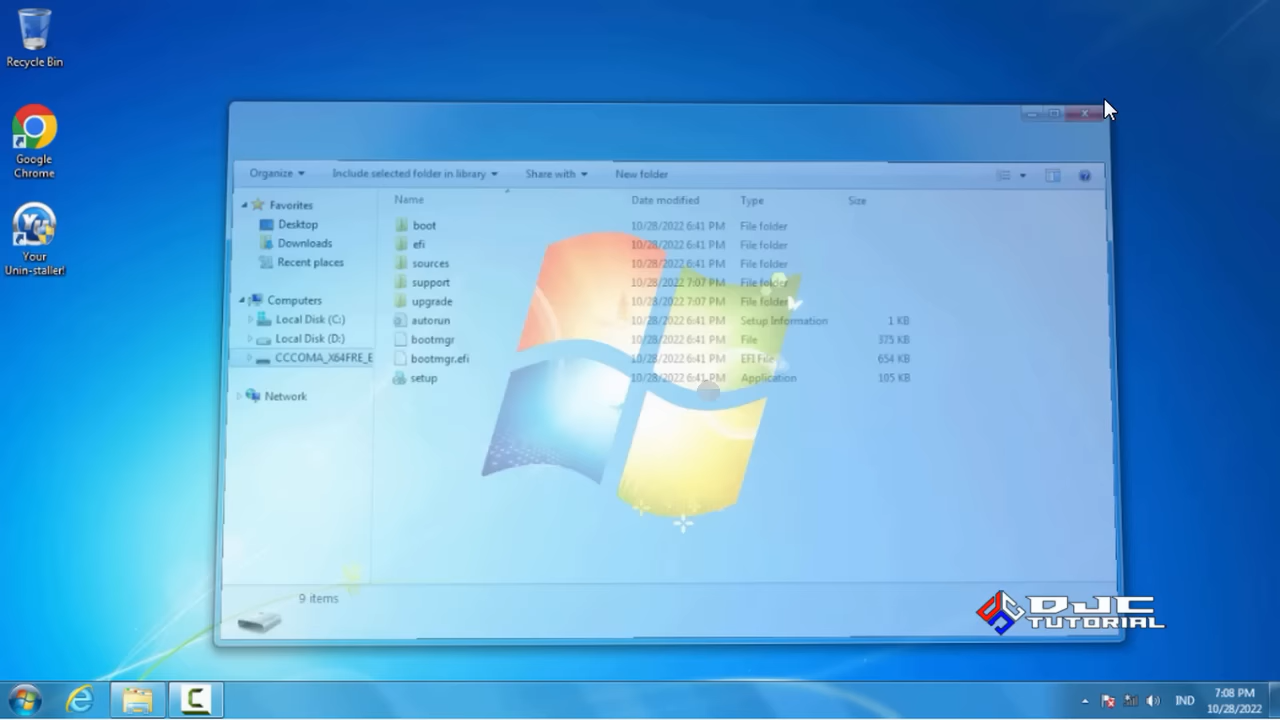 Recycle Bin
Google
Chrome
Your
Unin-staller!
Organize
Include selected folder in library
Share with
New folder
Favorites
Desktop
Downloads
Recent places
Computers
Local Disk (C:)
Local Disk (D:)
CCCOMA_X64FRE_E
Network
Name Date modified Type Size
boot 10/28/2022 6:41 PM File folder
efi 10/28/2022 6:41 PM File folder
sources 10/28/2022 6:41 PM File folder
support 10/28/2022 7:07 PM File folder
upgrade 10/28/2022 7:07 PM File folder
autorun 10/28/2022 6:41 PM Setup Information 1 KB
bootmgr 10/28/2022 6:41 PM File 375 KB
bootmgr.efi 10/28/2022 6:41 PM EFI File 654 KB
setup 10/28/2022 6:41 PM Application 105 KB
9 items
DJC
TUTORIAL
IND
7:08 PM
10/28/2022